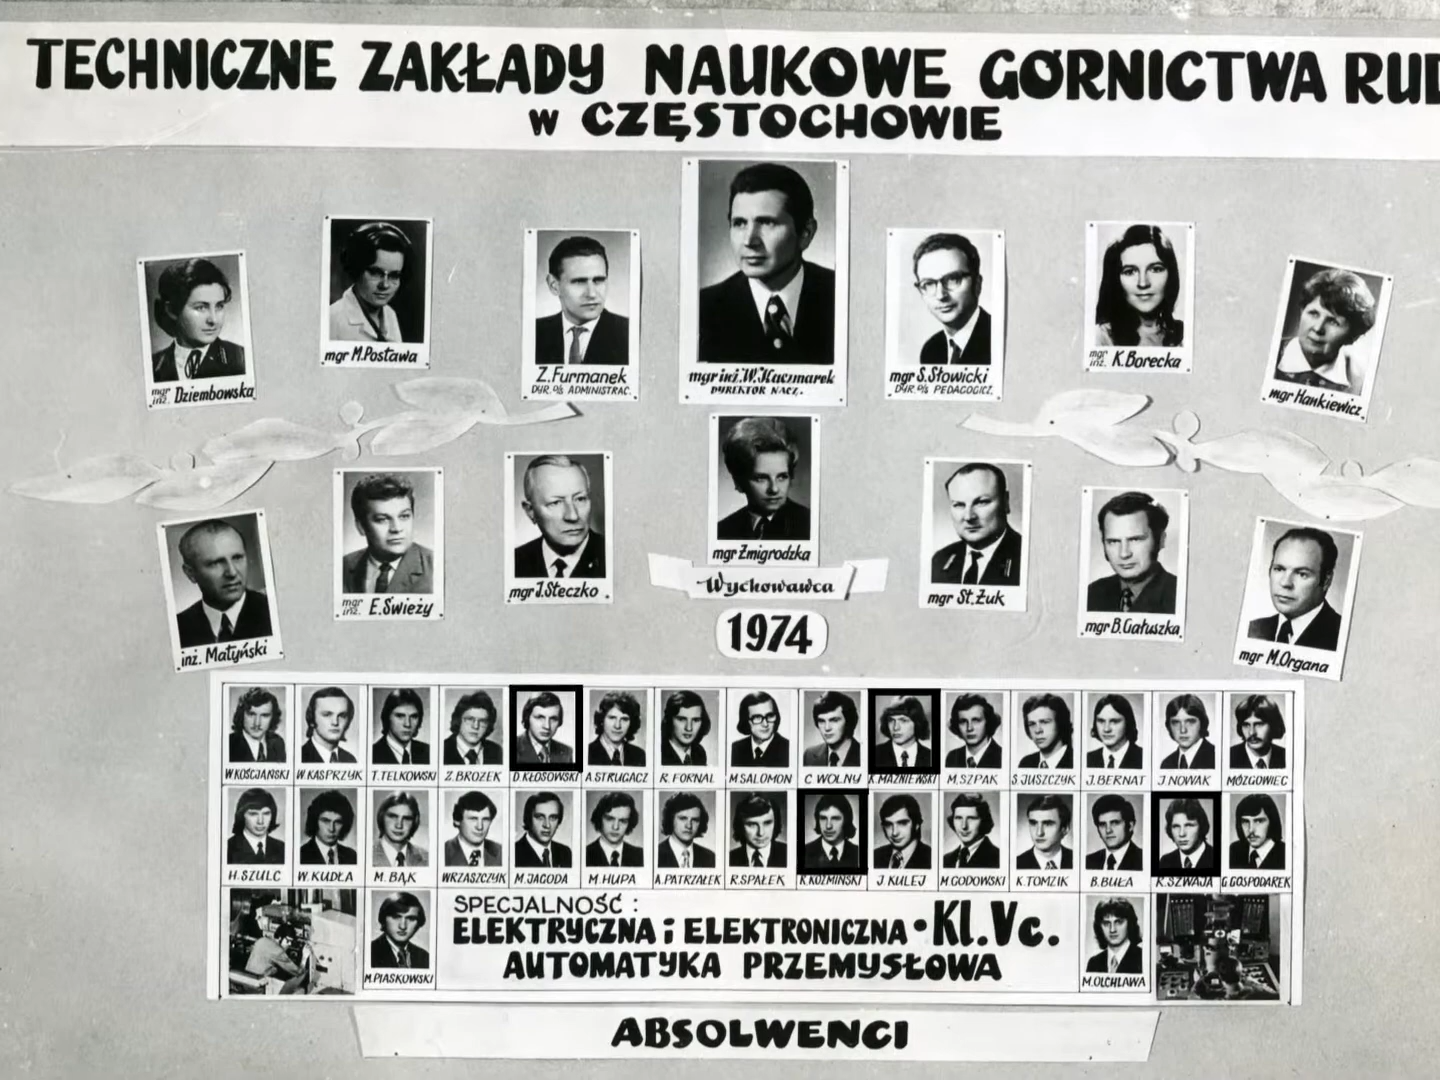 TECHNICZNE ZAKŁADY NAUKOWE GÓRNICTWA RUD
w CZĘSTOCHOWIE
mgr inż. Dziembowska
mgr M.Postawa
Z.Furmanek
DYR. D/S ADMINISTRAC.
mgr inż.W.Kaczmarek
DYREKTOR NACZ.
mgr S.Słowicki
DYR D/S PEDAGOGICZ.
mgr inż. K.Borecka
mgr Hankiewicz
inż. Małyński
mgr inż. E.Świeży
mgr J.Steczko
mgr Żmigrodzka
Wychowawca
1974
mgr St.Żuk
mgr B.Gałuszka
mgr M.Organa
W.KOŚCJAŃSKI W.KASPRZYK T.TELKOWSKI Z.BROŻEK D.KŁOSOWSKI A.STRUGACZ R.FORNAL M.SALOMON C.WOLNY K.MAŹNIEWSKI M.SZPAK S.JUSZCZYK J.BERNAT J.NOWAK MÓZGOWIEC
H.SZULC W.KUDŁA M.BĄK WRZASZCZYK M.JAGODA M.HUPA A.PATRZAŁEK R.SPAŁEK R.KOŹMIŃSKI J.KULEJ M.GODOWSKI K.TOMZIK B.BUŁA R.SZWAJA G.GOSPODAREK
M.PIASKOWSKI
SPECJALNOŚĆ :
ELEKTRYCZNA i ELEKTRONICZNA • Kl.Vc.
AUTOMATYKA PRZEMYSŁOWA
M.OLCHLAWA
ABSOLWENCI